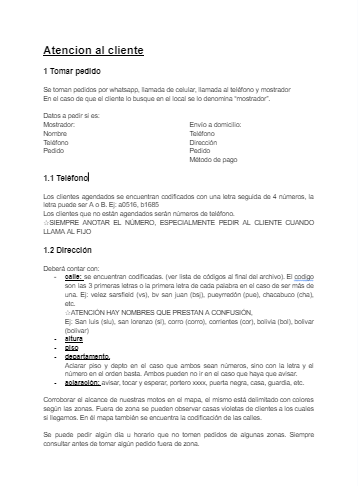 Atencion al cliente
1 Tomar pedido
Se toman pedidos por whatsapp, llamada de celular, llamada al teléfono y mostrador
En el caso de que el cliente lo busque en el local se lo denomina "mostrador".
Datos a pedir si es:
Mostrador:
Nombre
Teléfono
Pedido
Envío a domicilio:
Teléfono
Dirección
Pedido
Método de pago
1.1 Teléfono
Los clientes agendados se encuentran codificados con una letra seguida de 4 números, la
letra puede ser A o B. Ej: a0516, b1685
Los clientes que no están agendados serán números de teléfono.
☆SIEMPRE ANOTAR EL NÚMERO, ESPECIALMENTE PEDIR AL CLIENTE CUANDO
LLAMA AL FIJO
1.2 Dirección
Deberá contar con:
- calle: se encuentran codificadas. (ver lista de códigos al final del archivo). El codigo
son las 3 primeras letras o la primera letra de cada palabra en el caso de ser más de
una. Ej: velez sarsfield (vs), bv san juan (bsj), pueyrredón (pue), chacabuco (cha),
etc.
☆ATENCIÓN HAY NOMBRES QUE PRESTAN A CONFUSIÓN,
Ej: San luis (slu), san lorenzo (sl), corro (corro), corrientes (cor), bolivia (bol), bolivar
(bolivar)
- altura
- piso
- departamento.
Aclarar piso y depto en el caso que ambos sean números, sino con la letra y el
número en el orden basta. Ambos pueden no ir en el caso que haya que avisar.
- aclaración: avisar, tocar y esperar, portero xxxx, puerta negra, casa, guardia, etc.
Corroborar el alcance de nuestras motos en el mapa, el mismo está delimitado con colores
según las zonas. Fuera de zona se pueden observar casas violetas de clientes a los cuales
si llegamos. En él mapa también se encuentra la codificación de las calles.
Se puede pedir algún día u horario que no tomen pedidos de algunas zonas. Siempre
consultar antes de tomar algún pedido fuera de zona.